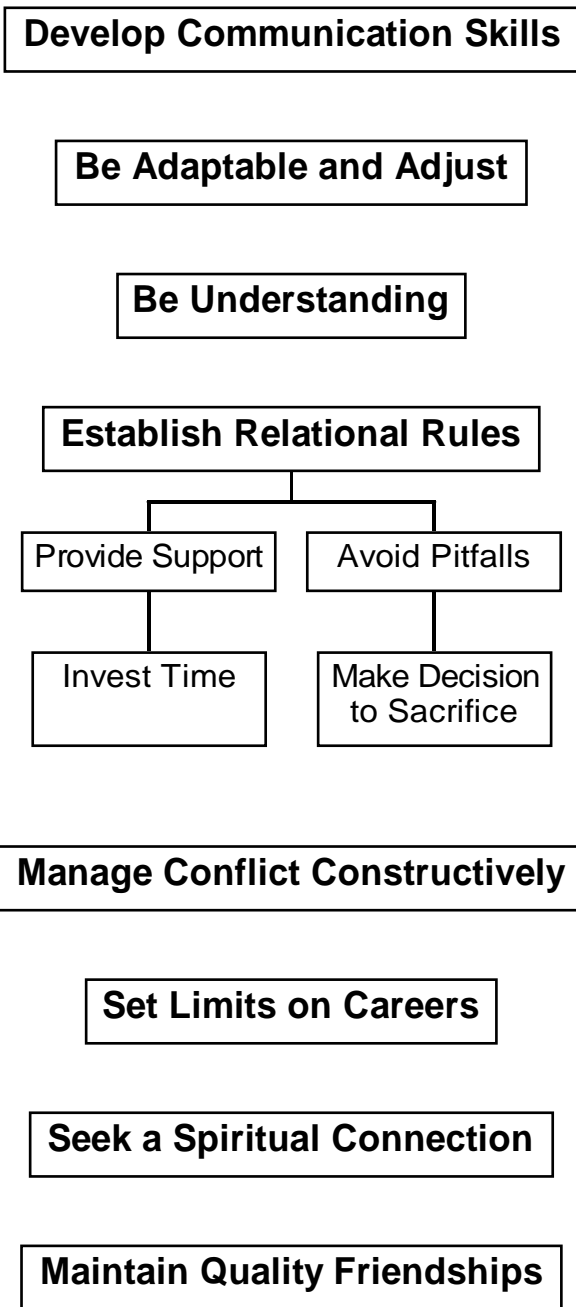 Develop Communication Skills
Be Adaptable and Adjust
Be Understanding
Establish Relational Rules
Provide Support
Avoid Pitfalls
Invest Time
Make Decision
to Sacrifice
Manage Conflict Constructively
Set Limits on Careers
Seek a Spiritual Connection
Maintain Quality Friendships